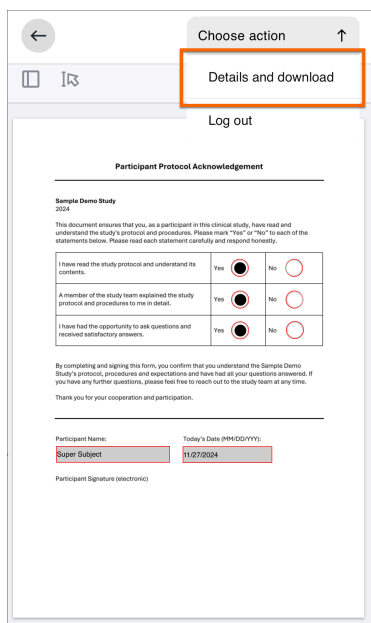 Choose action
Details and download
Log out
Participant Protocol Acknowledgement
Sample Demo Study
2024
This document ensures that you, as a participant in this clinical study, have read and
understand the study's protocol and procedures. Please mark "Yes" or "No" to each of the
statements below. Please read each statement carefully and respond honestly.
I have read the study protocol and understand its
contents.
Yes
No
A member of the study team explained the study
protocol and procedures to me in detail.
Yes
No
I have had the opportunity to ask questions and
received satisfactory answers.
Yes
No
By completing and signing this form, you confirm that you understand the Sample Demo
Study's protocol, procedures and expectations and have had all your questions answered. If
you have any further questions, please feel free to reach out to the study team at any time.
Thank you for your cooperation and participation.
Participant Name:
Today's Date (MM/DD/YYY):
Super Subject
11/27/2024
Participant Signature (electronic)